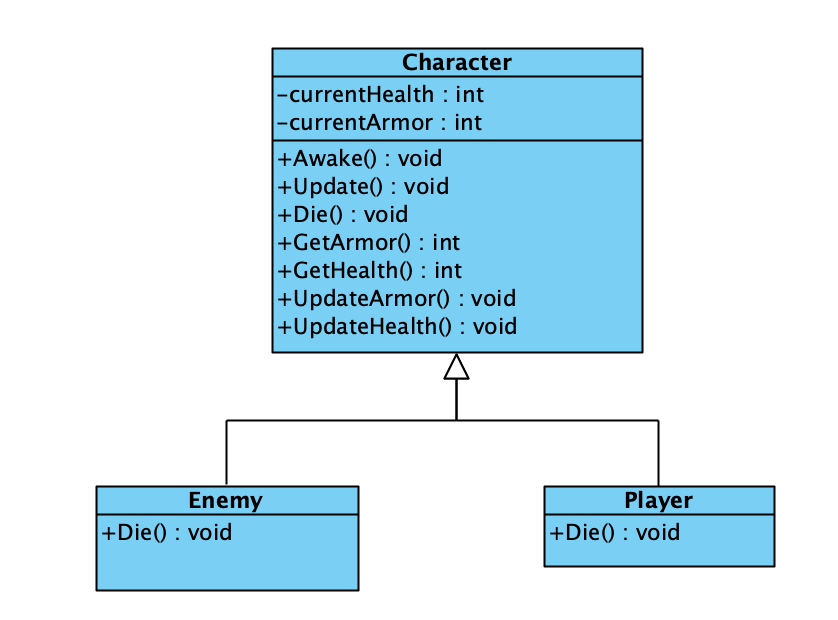 Character
-currentHealth : int
-currentArmor : int
+Awake() : void
+Update() : void
+Die() : void
+GetArmor() : int
+GetHealth() : int
+UpdateArmor() : void
+UpdateHealth() : void
Enemy
+Die() : void
Player
+Die() : void